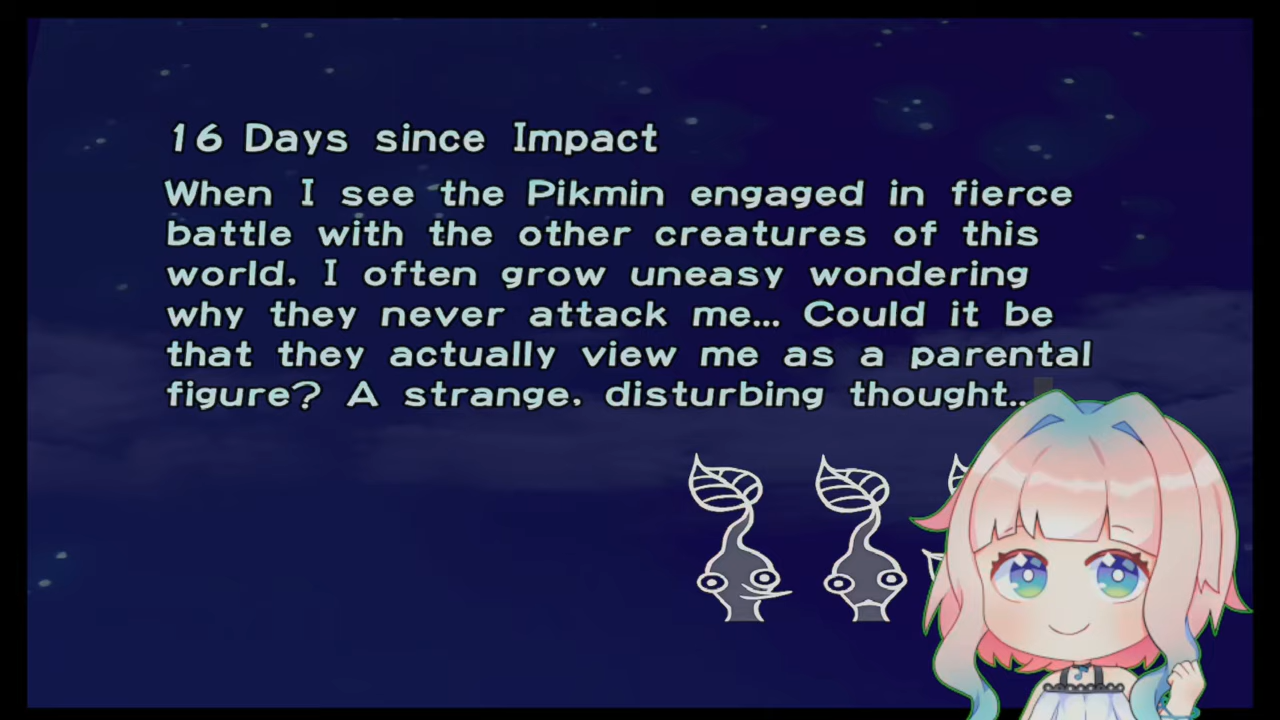 16 Days since Impact
When I see the Pikmin engaged in fierce
battle with the other creatures of this
world, I often grow uneasy wondering
why they never attack me... Could it be
that they actually view me as a parental
figure? A strange, disturbing thought..